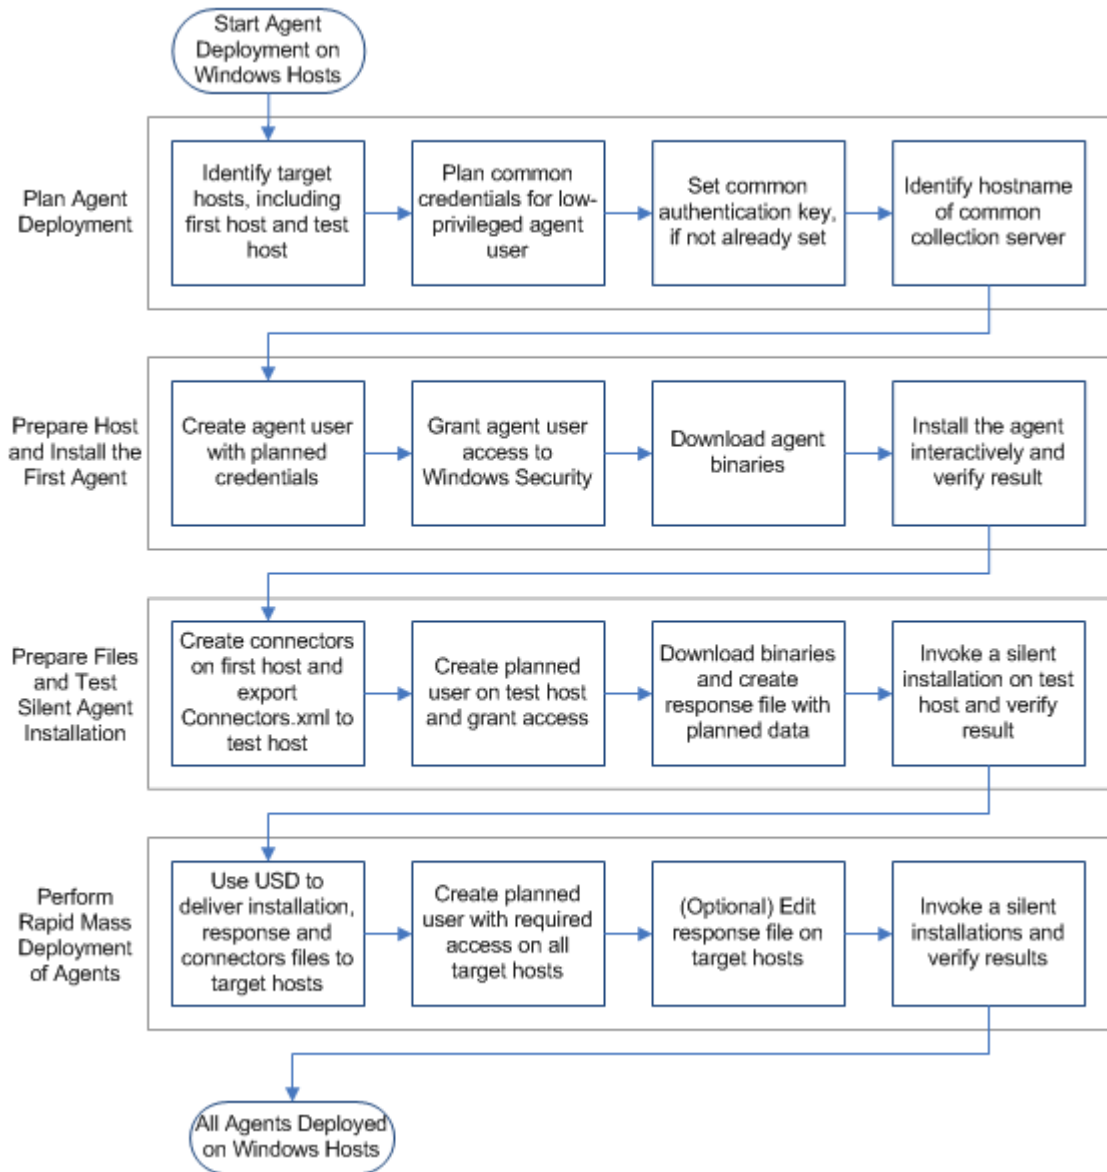 Start Agent
Deployment on
Windows Hosts
Plan Agent
Deployment
Identify target
hosts, including
first host and test
host
Plan common
credentials for low-
privileged agent
user
Set common
authentication key,
if not already set
Identify hostname
of common
collection server
Prepare Host
and Install the
First Agent
Create agent user
with planned
credentials
Grant agent user
access to
Windows Security
Download agent
binaries
Install the agent
interactively and
verify result
Prepare Files
and Test
Silent Agent
Installation
Create connectors
on first host and
export
Connectors.xml to
test host
Create planned
user on test host
and grant access
Download binaries
and create
response file with
planned data
Invoke a silent
installation on test
host and verify
result
Perform
Rapid Mass
Deployment
of Agents
Use USD to
deliver installation,
response and
connectors files to
target hosts
Create planned
user with required
access on all
target hosts
(Optional) Edit
response file on
target hosts
Invoke a silent
installations and
verify results
All Agents Deployed
on Windows Hosts